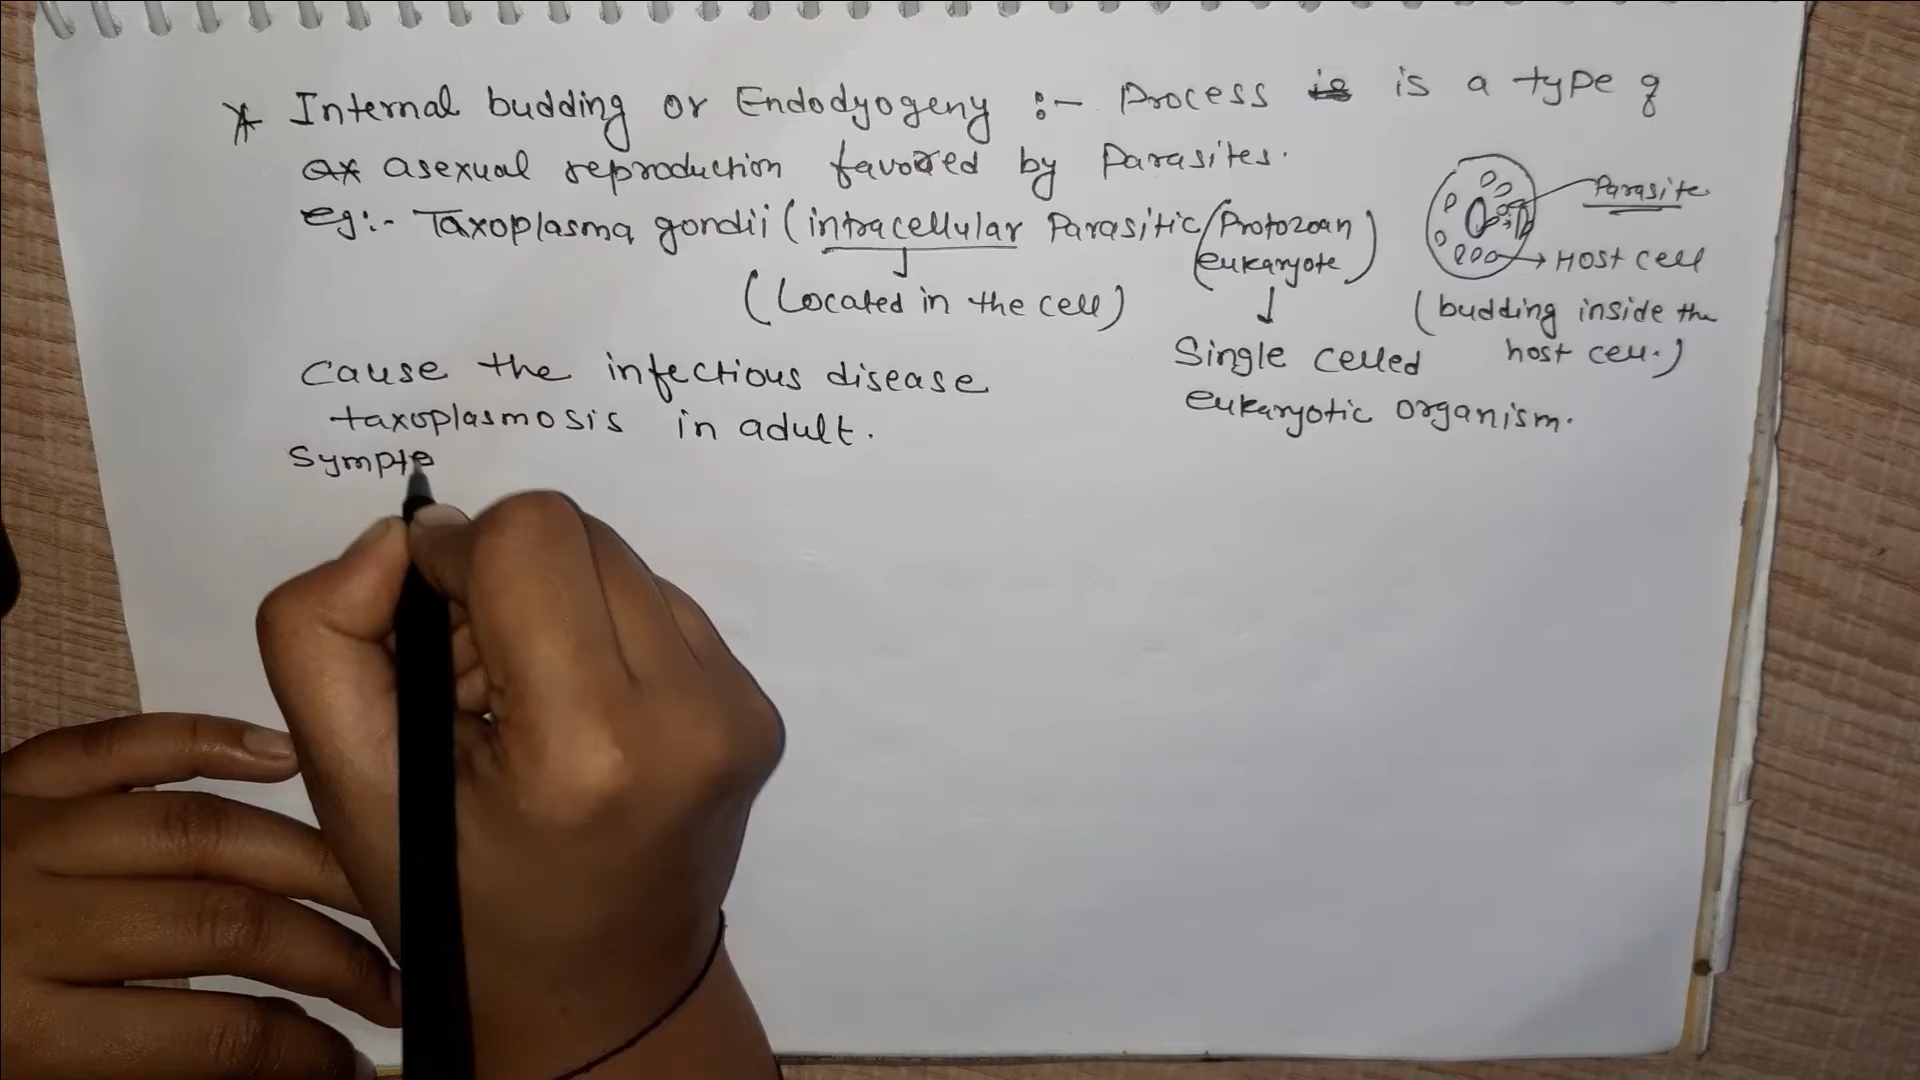 * Internal budding or Endodyogeny :- Process is is a type of
ax asexual reproduction favored by Parasites.
eg:- Taxoplasma gondii (intracellular Parasitic/Protozoan
eukaryote)
(Located in the cell)
Single celled
eukaryotic organism.
Parasite
HOST cell
(budding inside the
host cell.)
Cause the infectious disease
taxoplasmosis in adult.
Sympto